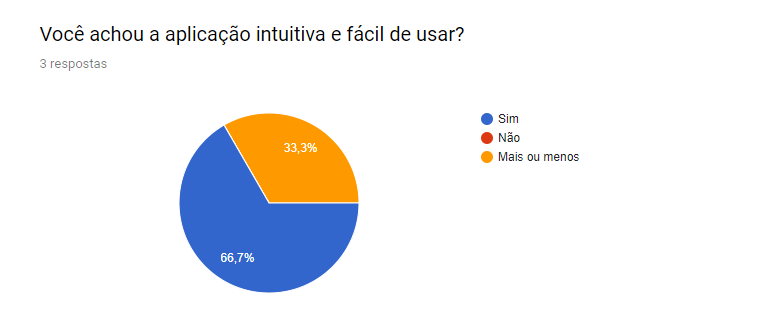 Você achou a aplicação intuitiva e fácil de usar?
3 respostas
33,3%
66,7%
Sim
Não
Mais ou menos